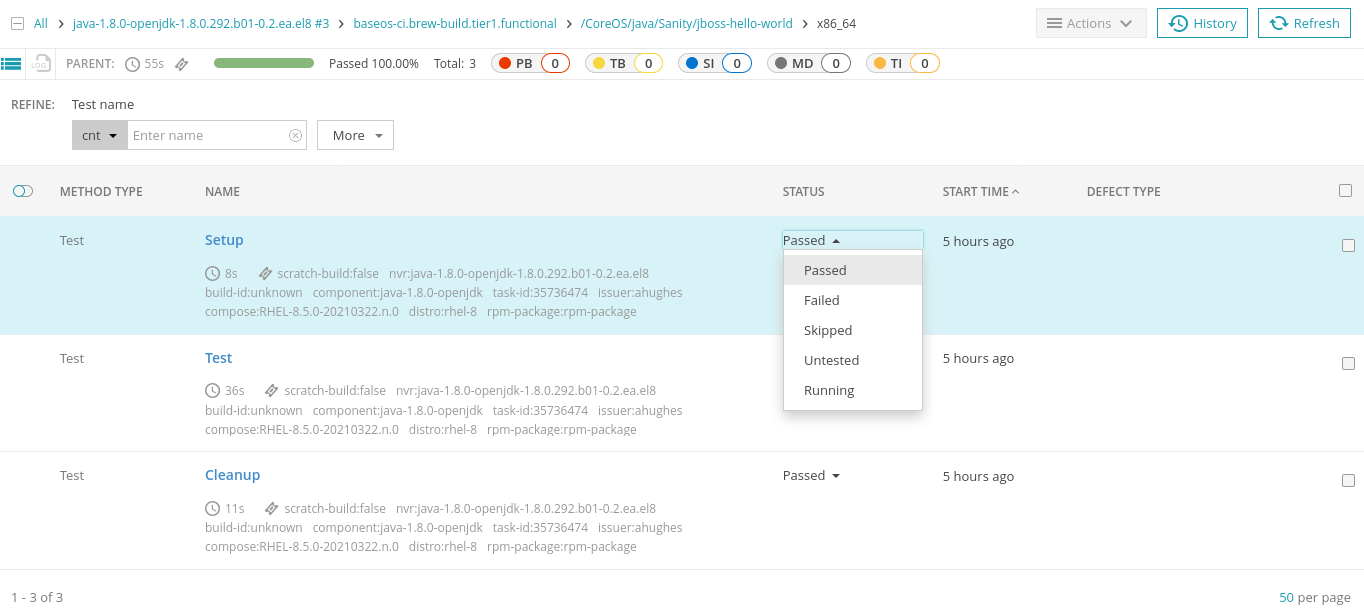 All java-1.8.0-openjdk-1.8.0.292.b01-0.2.ea.el8 #3 baseos-ci.brew-build.tier1.functional /CoreOS/java/Sanity/jboss-hello-world x86_64 Actions History Refresh
LOG PARENT: 55s Passed 100.00% Total: 3 PB 0 TB 0 SI 0 MD 0 TI 0
REFINE: Test name
cnt Enter name More
METHOD TYPE NAME STATUS START TIME DEFECT TYPE
Test Setup Passed 5 hours ago
8s scratch-build:false nvr:java-1.8.0-openjdk-1.8.0.292.b01-0.2.ea.el8
build-id:unknown component:java-1.8.0-openjdk task-id:35736474 issuer:ahughes
compose:RHEL-8.5.0-20210322.n.0 distro:rhel-8 rpm-package:rpm-package
Passed
Failed
Skipped
Untested
Running
Test Test 5 hours ago
36s scratch-build:false nvr:java-1.8.0-openjdk-1.8.0.292.b01-0.2.ea.el8
build-id:unknown component:java-1.8.0-openjdk task-id:35736474 issuer:ahughes
compose:RHEL-8.5.0-20210322.n.0 distro:rhel-8 rpm-package:rpm-package
Test Cleanup Passed 5 hours ago
11s scratch-build:false nvr:java-1.8.0-openjdk-1.8.0.292.b01-0.2.ea.el8
build-id:unknown component:java-1.8.0-openjdk task-id:35736474 issuer:ahughes
compose:RHEL-8.5.0-20210322.n.0 distro:rhel-8 rpm-package:rpm-package
1 - 3 of 3 50 per page